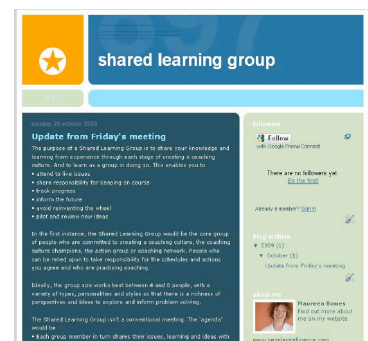 897
shared learning group
sunday, 25 october 2009
Update from Friday's meeting
The purpose of a Shared Learning Group is to share your knowledge and
learning from experience through each stage of creating a coaching
culture. And to learn as a group in doing so. This enables you to
• attend to live issues
• share responsibility for keeping on course
• track progress
• inform the future
• avoid reinventing the wheel
• pilot and review new ideas
In the first instance, the Shared Learning Group would be the core group
of people who are committed to creating a coaching culture, the coaching
culture champions, the action group or coaching network. People who
can be relied upon to take responsibility for the schedules and actions
you agree and who are practising coaching.
Ideally, the group size works best between 4 and 8 people, with a
variety of types, personalities and styles so that there is a richness of
perspectives and ideas to explore and inform problem solving.
The Shared Learning Group isn't a conventional meeting. The 'agenda'
would be
• Each group member in turn shares their issues, learning and ideas with
followers
Follow
with Google Friend Connect
There are no followers yet.
Be the first!
Already a member? Sign in
blog archive
▼ 2009 (1)
▼ October (1)
Update from Friday's meeting
about me
Maureen Bowes
Find out more about
me on my website